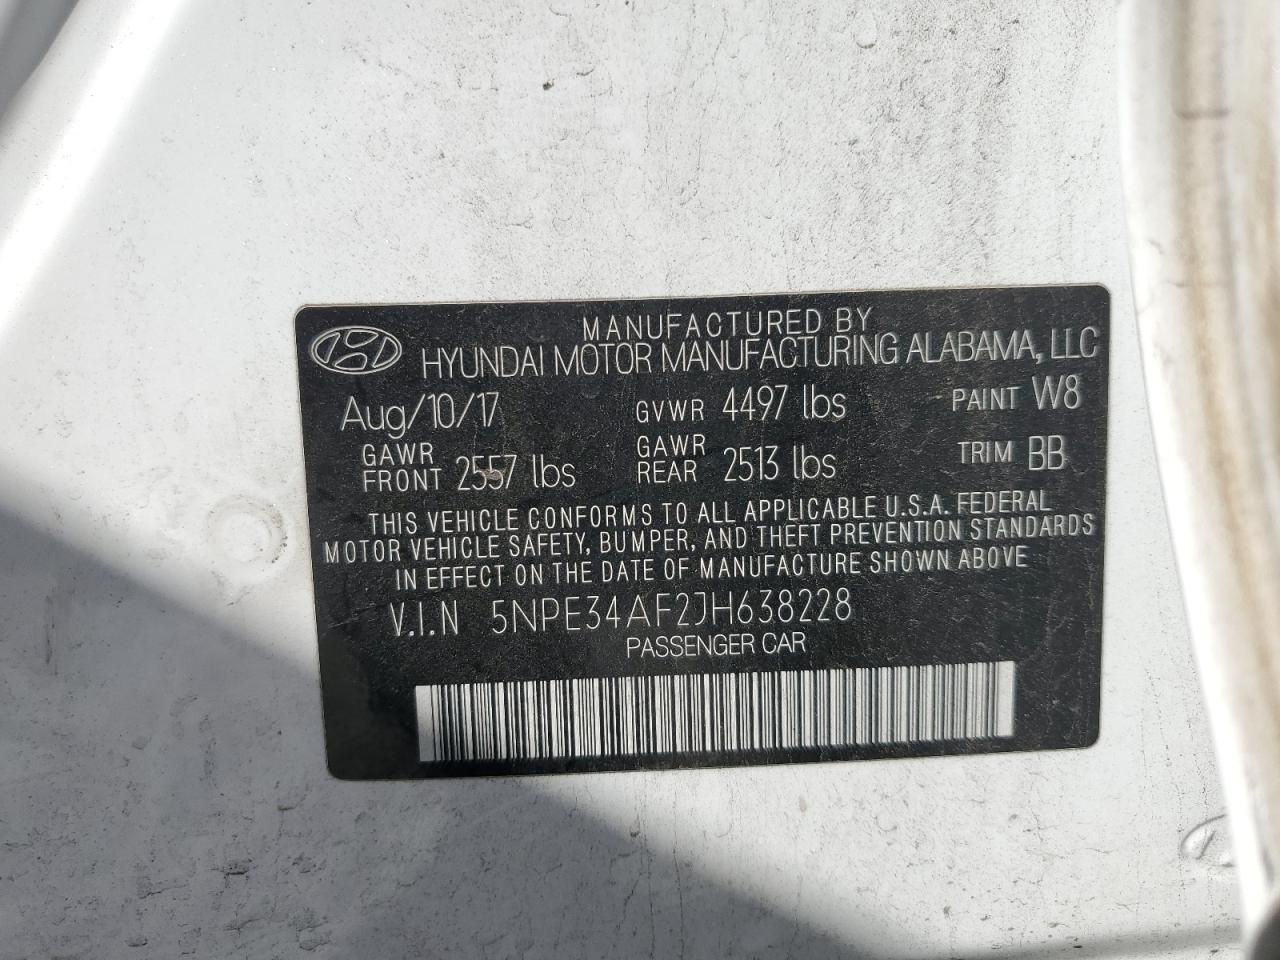 MANUFACTURED BY
HYUNDAI MOTOR MANUFACTURING ALABAMA, LLC
Aug/10/17 GVWR 4497 lbs PAINT W8
GAWR FRONT 2557 lbs GAWR REAR 2513 lbs TRIM BB
THIS VEHICLE CONFORMS TO ALL APPLICABLE U.S.A. FEDERAL
MOTOR VEHICLE SAFETY, BUMPER, AND THEFT PREVENTION STANDARDS
IN EFFECT ON THE DATE OF MANUFACTURE SHOWN ABOVE
V.I.N 5NPE34AF2JH638228
PASSENGER CAR